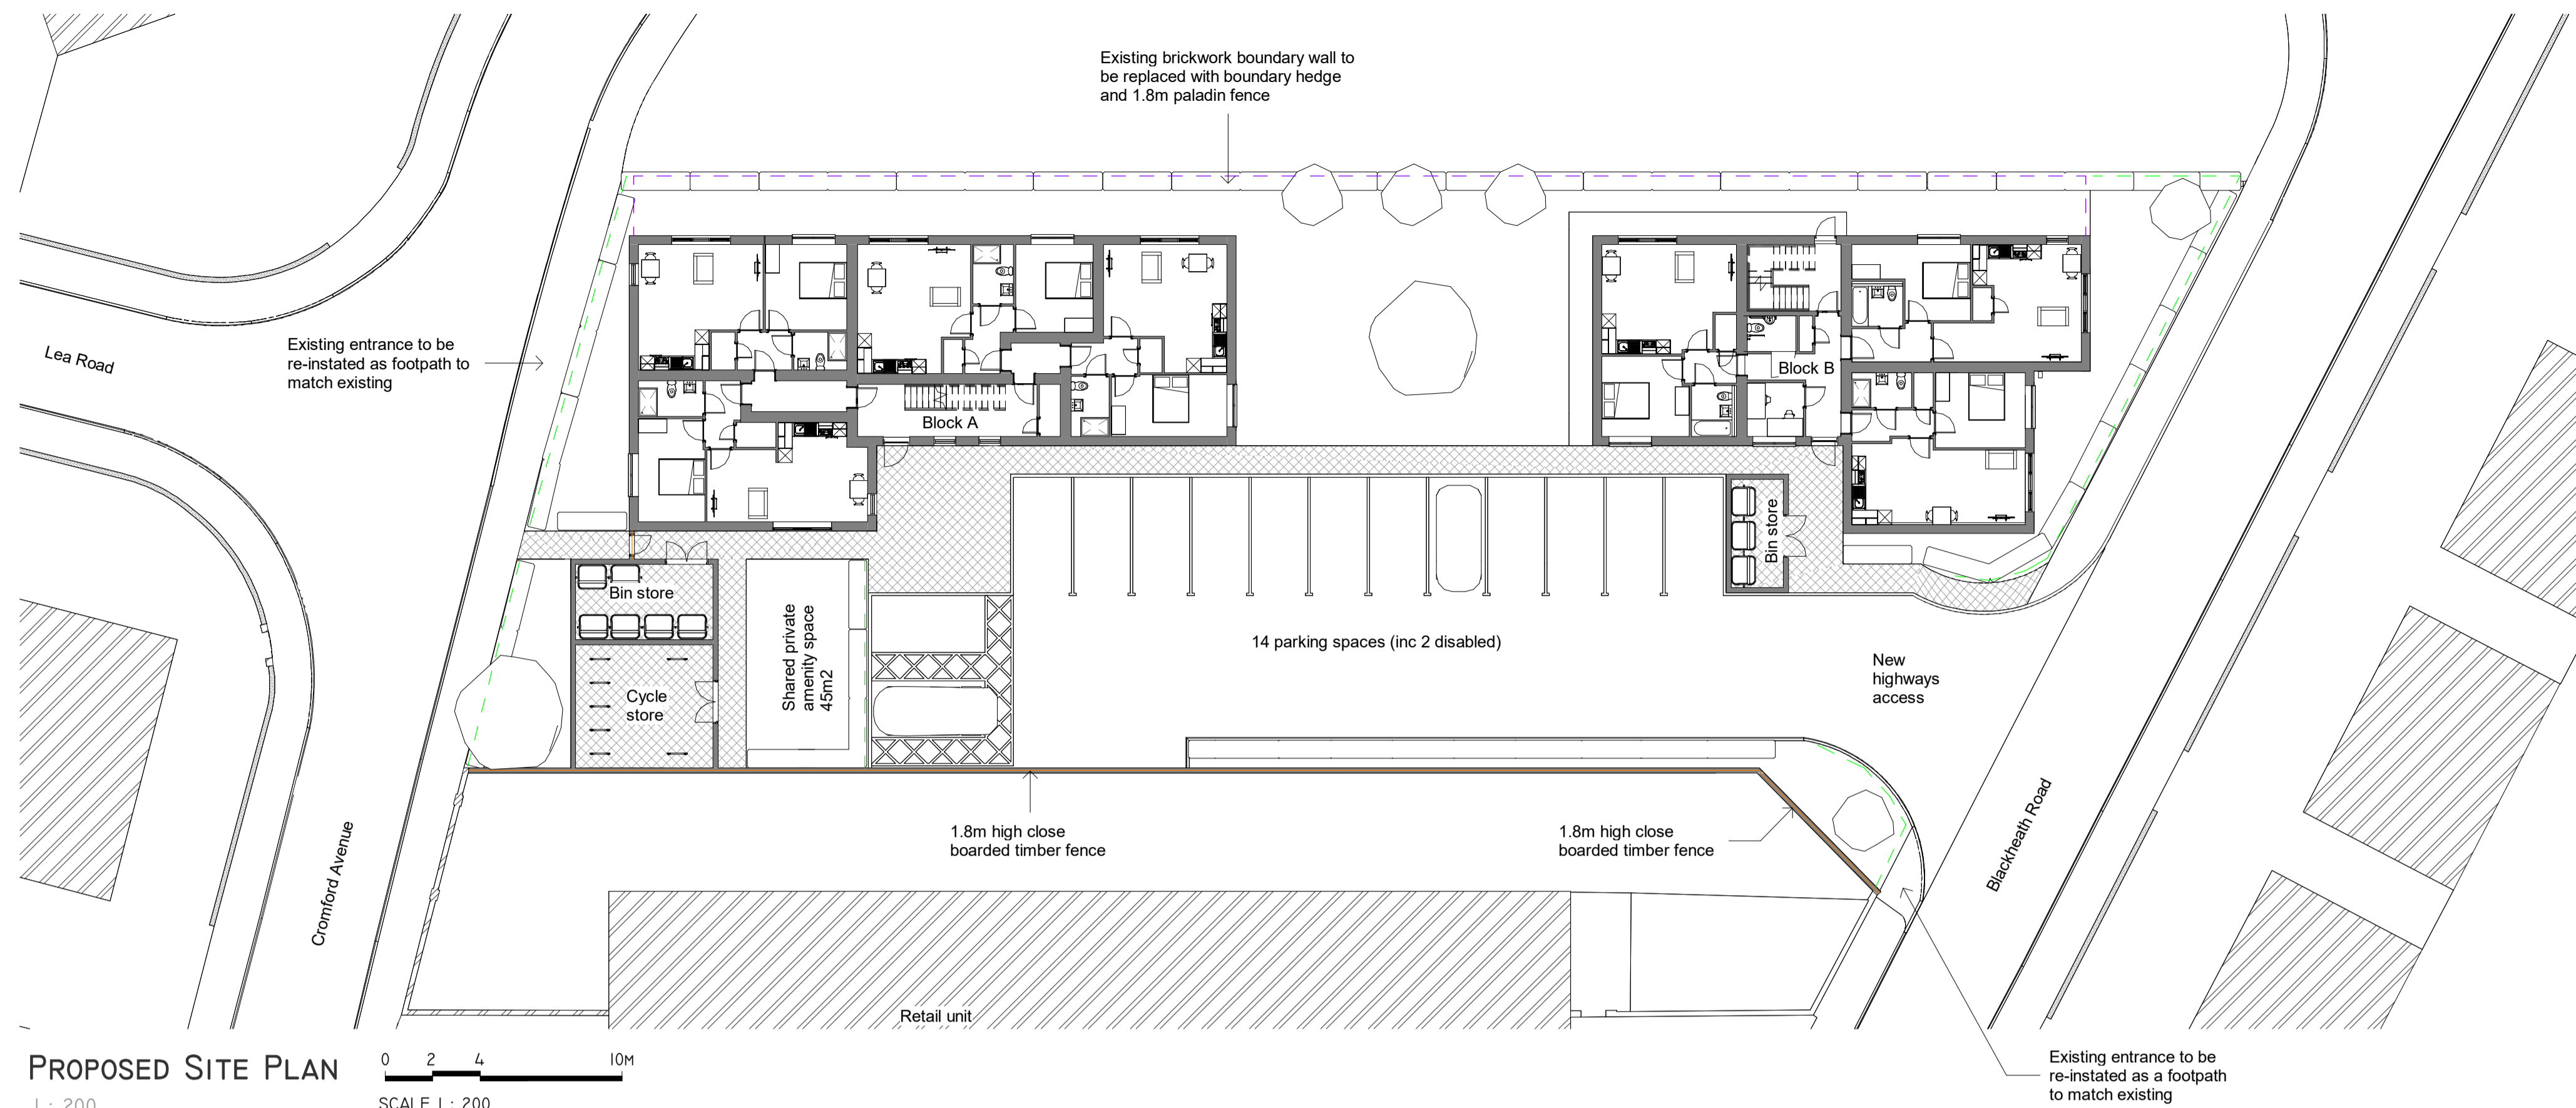 Existing brickwork boundary wall to
be replaced with boundary hedge
and 1.8m paladin fence
Lea Road
Existing entrance to be
re-instated as footpath to
match existing
Block A
Block B
Bin store
Bin store
Shared private
amenity space
45m2
Cycle
store
14 parking spaces (inc 2 disabled)
New
highways
access
1.8m high close
boarded timber fence
1.8m high close
boarded timber fence
Cromford Avenue
Blackheath Road
Retail unit
Existing entrance to be
re-instated as a footpath
to match existing
PROPOSED SITE PLAN
1 : 200
0 2 4 10M
SCALE 1 : 200